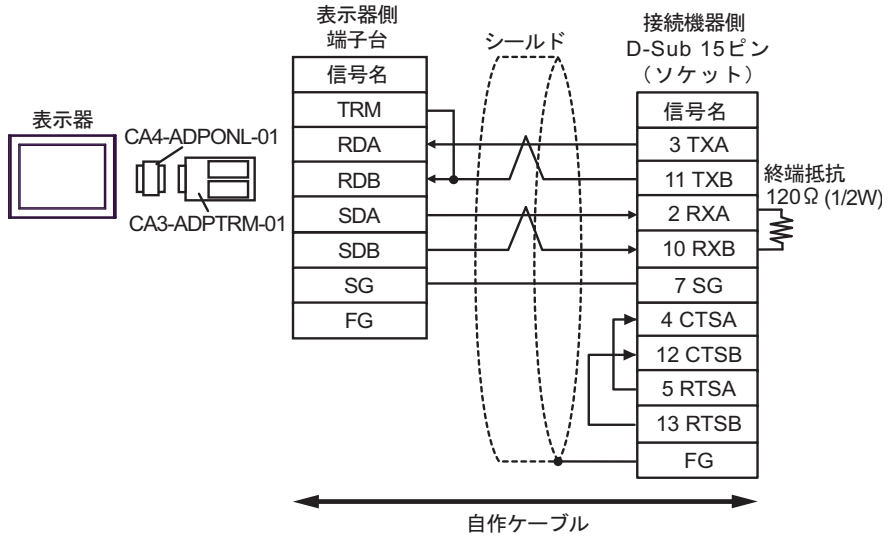 表示器
CA4-ADPONL-01
CA3-ADPTRM-01
表示器側
端子台
信号名
TRM
RDA
RDB
SDA
SDB
SG
FG
シールド
接続機器側
D-Sub 15ピン
（ソケット）
信号名
3 TXA
11 TXB
2 RXA
10 RXB
7 SG
4 CTSA
12 CTSB
5 RTSA
13 RTSB
FG
終端抵抗
120Ω (1/2W)
自作ケーブル